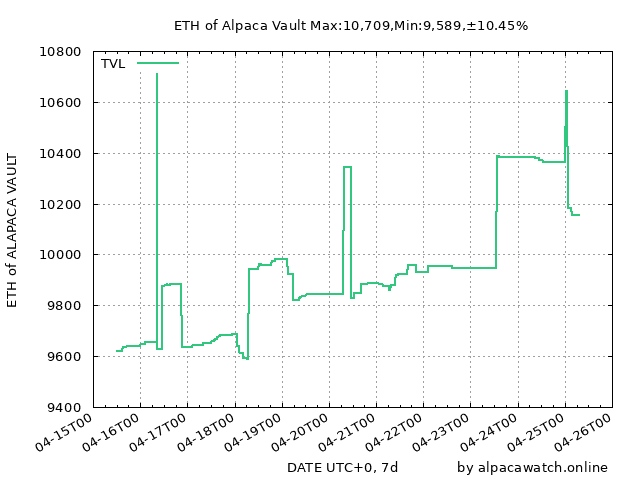 ETH of Alpaca Vault Max:10,709,Min:9,589,±10.45%
TVL
10800
10600
10400
10200
10000
9800
9600
9400
ETH of ALAPACA VAULT
04-15T00
04-16T00
04-17T00
04-18T00
04-19T00
04-20T00
04-21T00
04-22T00
04-23T00
04-24T00
04-25T00
04-26T00
DATE UTC+0, 7d
by alpacawatch.online